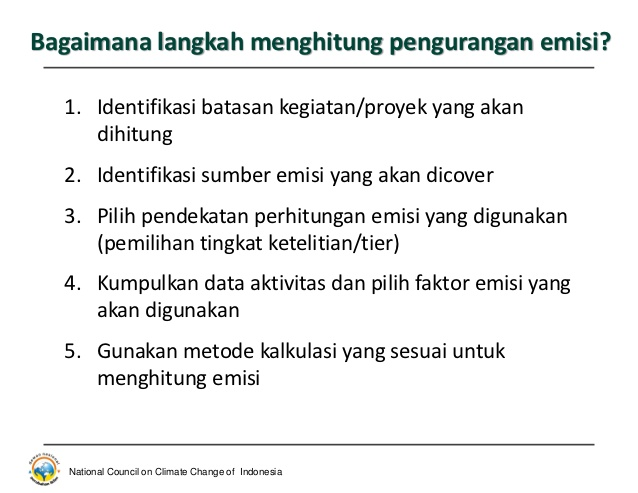 Bagaimana langkah menghitung pengurangan emisi?
1. Identifikasi batasan kegiatan/proyek yang akan
dihitung
2. Identifikasi sumber emisi yang akan dicover
3. Pilih pendekatan perhitungan emisi yang digunakan
(pemilihan tingkat ketelitian/tier)
4. Kumpulkan data aktivitas dan pilih faktor emisi yang
akan digunakan
5. Gunakan metode kalkulasi yang sesuai untuk
menghitung emisi
National Council on Climate Change of Indonesia